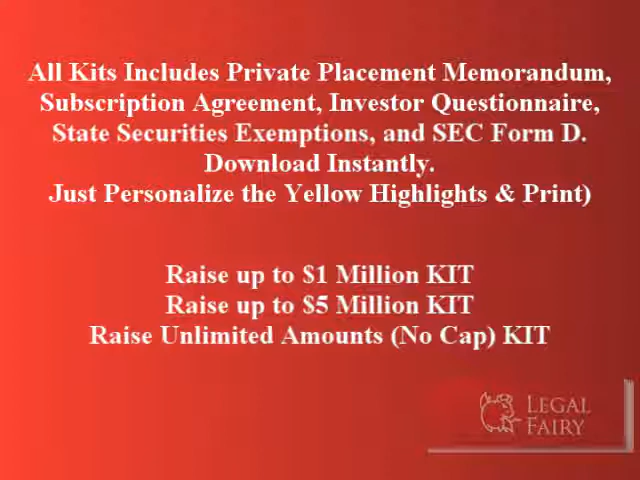 All Kits Includes Private Placement Memorandum,
Subscription Agreement, Investor Questionnaire,
State Securities Exemptions, and SEC Form D.
Download Instantly.
Just Personalize the Yellow Highlights & Print)
Raise up to $1 Million KIT
Raise up to $5 Million KIT
Raise Unlimited Amounts (No Cap) KIT
LEGAL
FAIRY